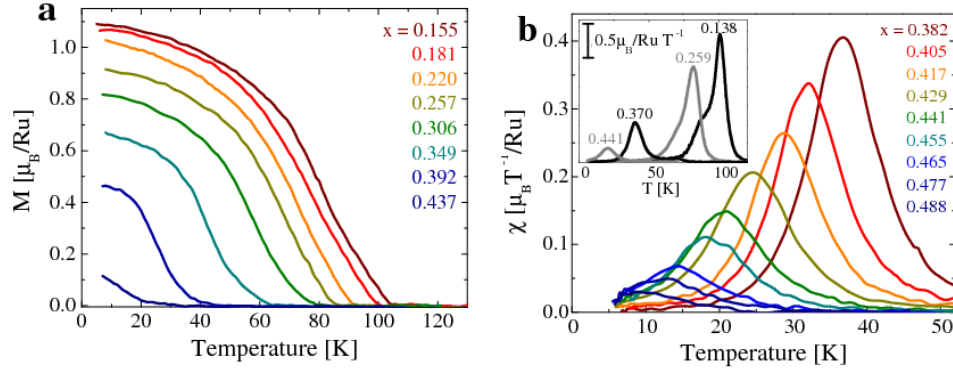 a
M [μB/Ru]
1.0
0.8
0.6
0.4
0.2
0.0
x = 0.155
0.181
0.220
0.257
0.306
0.349
0.392
0.437
0 20 40 60 80 100 120
Temperature [K]
b
χ [μB T⁻¹/Ru]
0.4
0.3
0.2
0.1
0.0
0.5μB/Ru T⁻¹
0.138
0.259
0.370
0.441
0 50 100
T [K]
x = 0.382
0.405
0.417
0.429
0.441
0.455
0.465
0.477
0.488
0 10 20 30 40 50
Temperature [K]